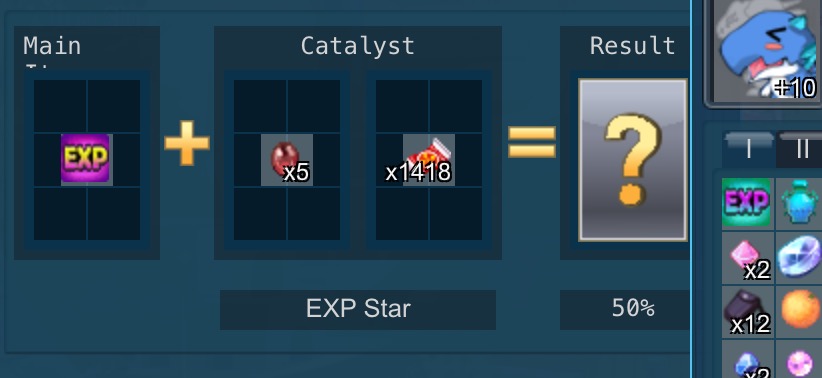 Main
Catalyst
Result
EXP
x5
x1418
EXP Star
50%
+10
I
II
EXP
x2
x12